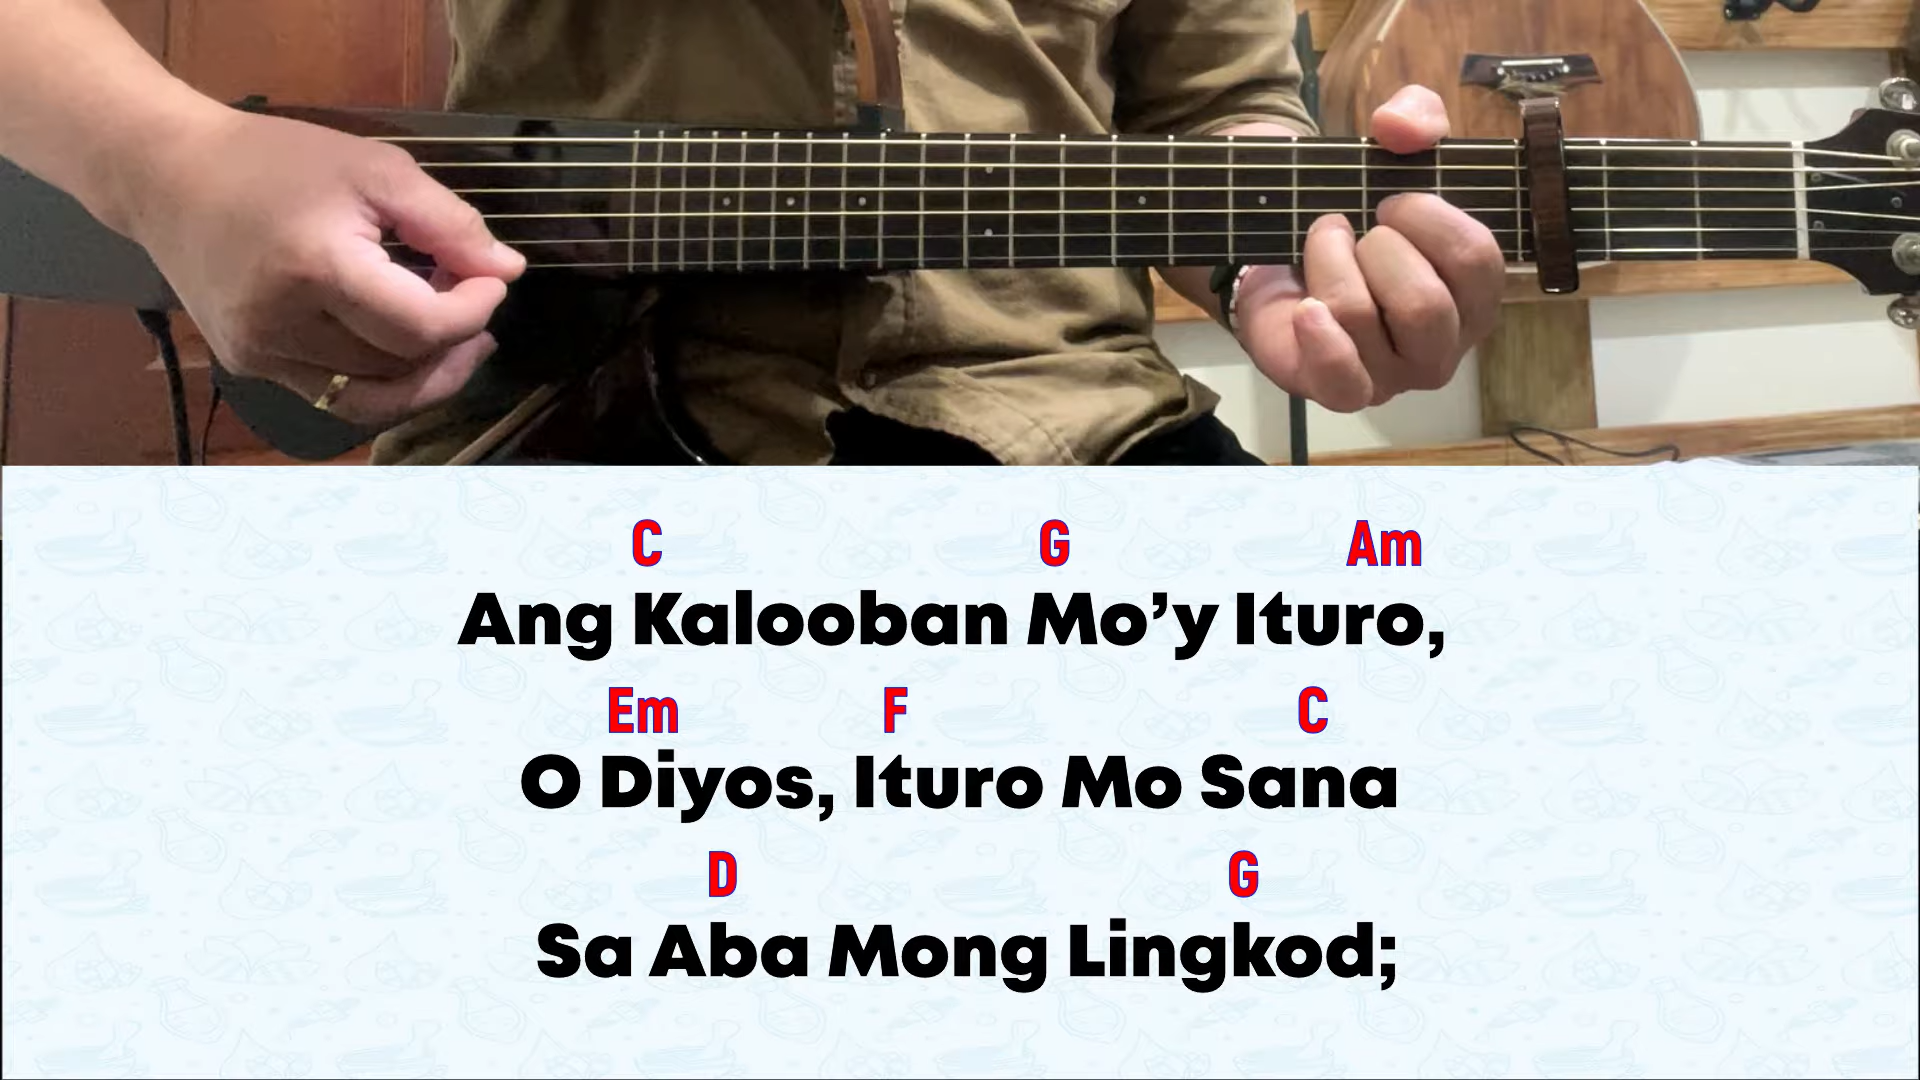 C G Am
Ang Kalooban Mo’y Ituro,
Em F C
O Diyos, Ituro Mo Sana
D G
Sa Aba Mong Lingkod;